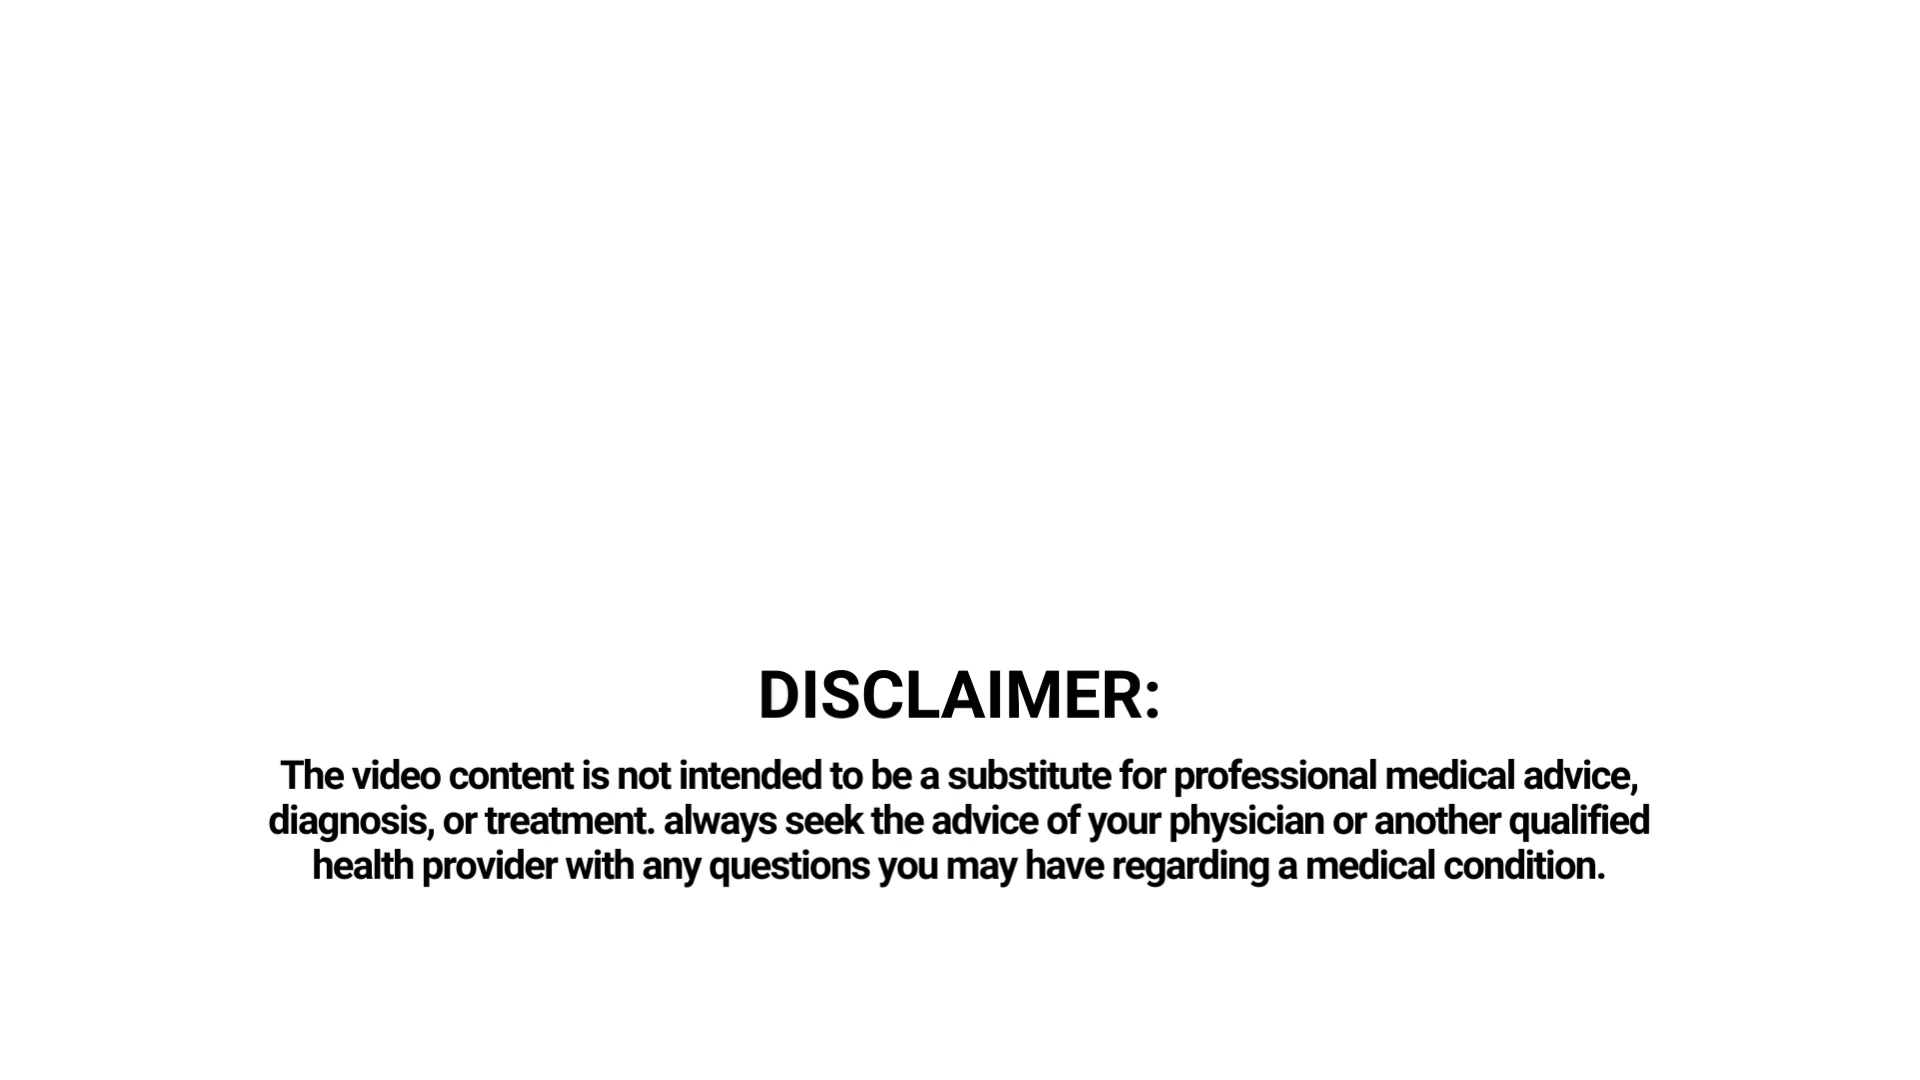 DISCLAIMER:
The video content is not intended to be a substitute for professional medical advice,
diagnosis, or treatment. always seek the advice of your physician or another qualified
health provider with any questions you may have regarding a medical condition.